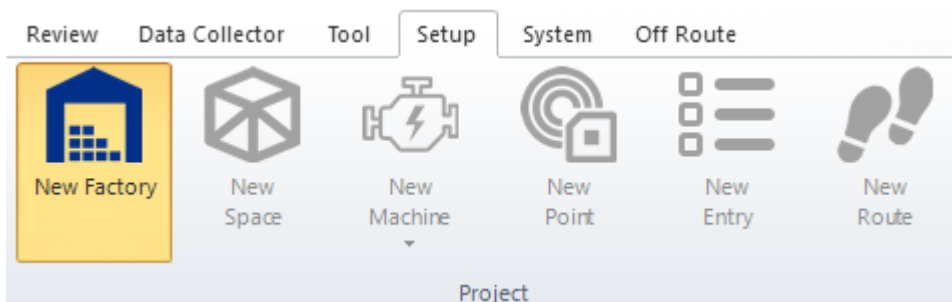 Review Data Collector Tool Setup System Off Route
New Factory New New New New New
Space Machine Point Entry Route
Project